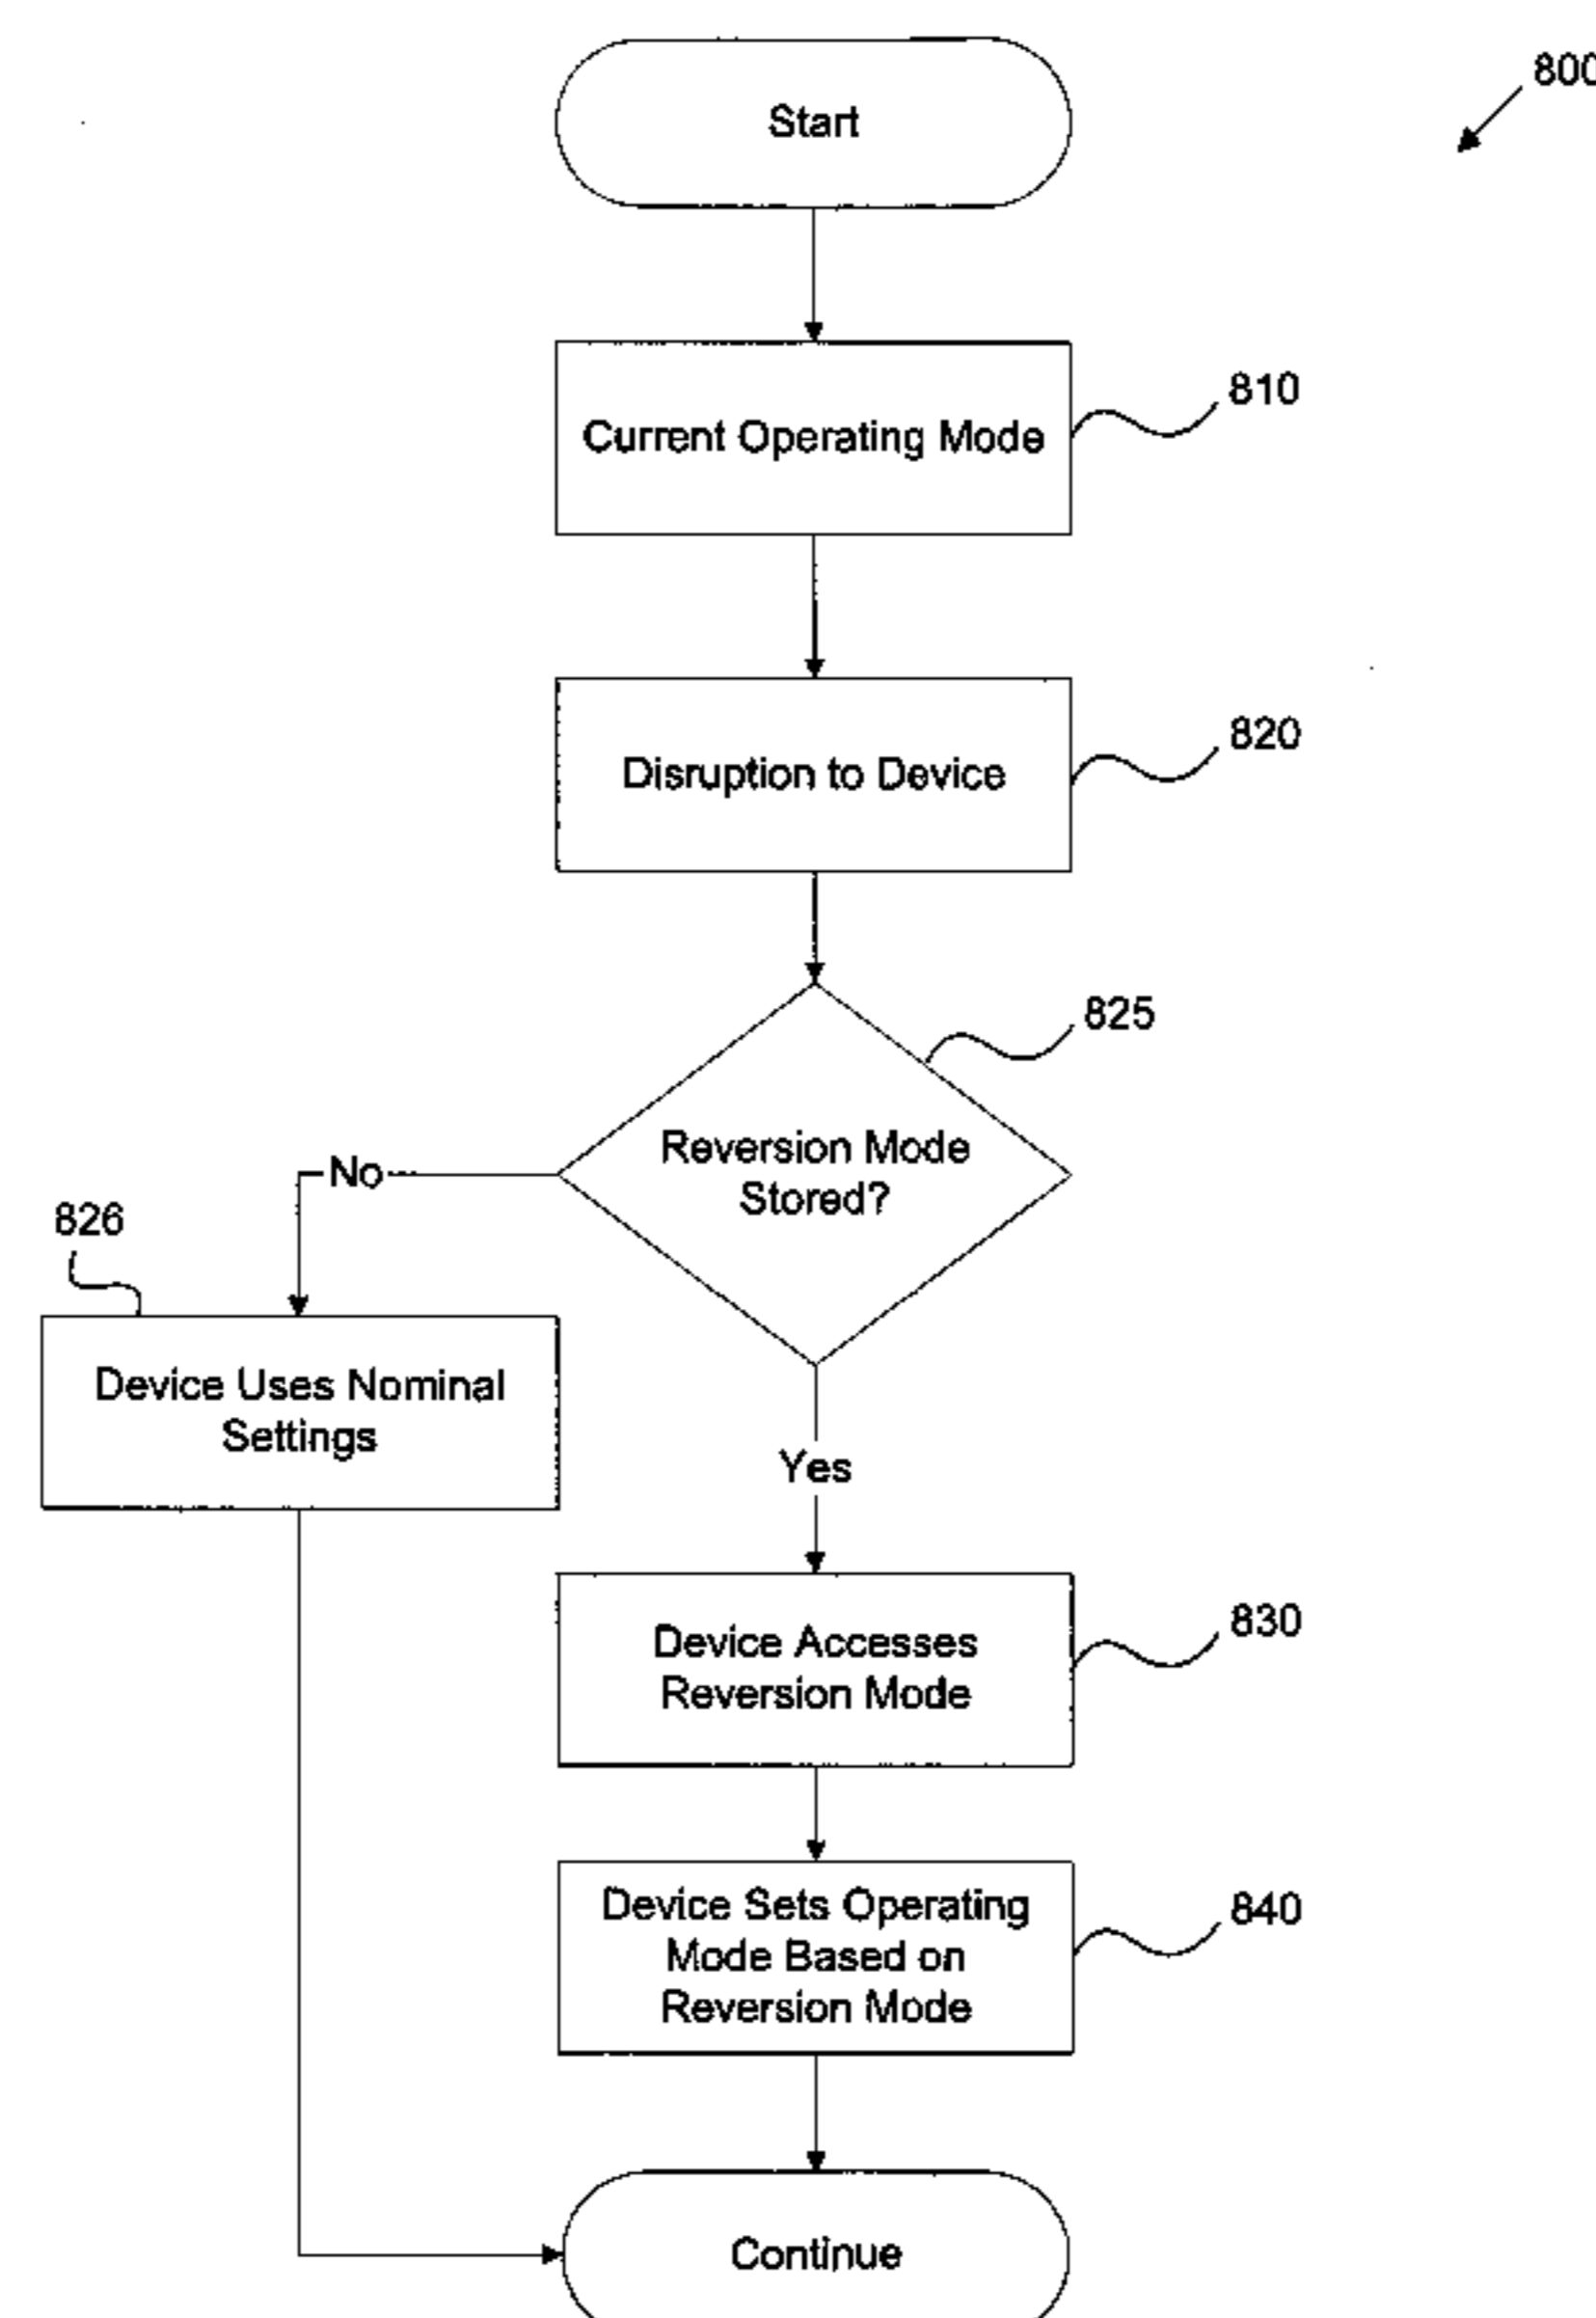 Start
800
Current Operating Mode
810
Disruption to Device
820
825
Reversion Mode
Stored?
No
826
Device Uses Nominal
Settings
Yes
Device Accesses
Reversion Mode
830
Device Sets Operating
Mode Based on
Reversion Mode
840
Continue